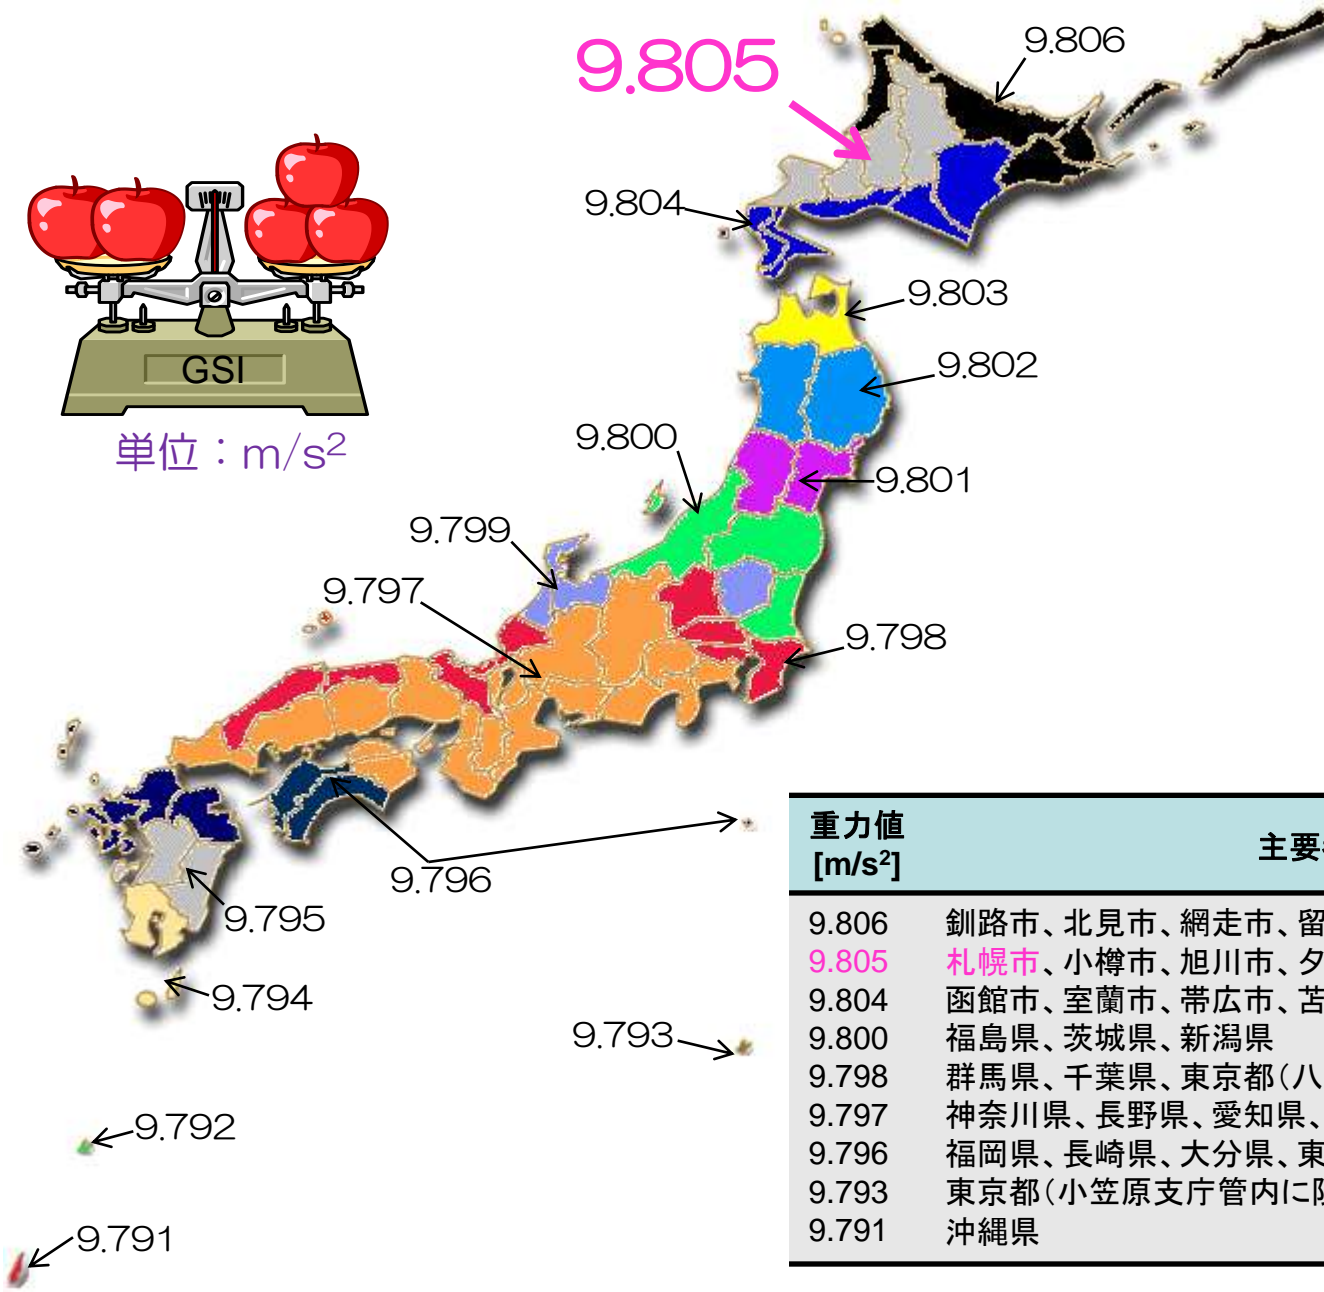 9.805
9.806
9.804
9.803
9.802
9.800
9.801
9.799
9.797
9.798
GSI
単位：m/s²
9.796
9.795
9.794
9.793
9.792
9.791
重力値
[m/s²]
主要
9.806 釧路市、北見市、網走市、留
9.805 札幌市、小樽市、旭川市、夕
9.804 函館市、室蘭市、帯広市、苫
9.800 福島県、茨城県、新潟県
9.798 群馬県、千葉県、東京都（八
9.797 神奈川県、長野県、愛知県、
9.796 福岡県、長崎県、大分県、東
9.793 東京都（小笠原支庁管内に
9.791 沖縄県